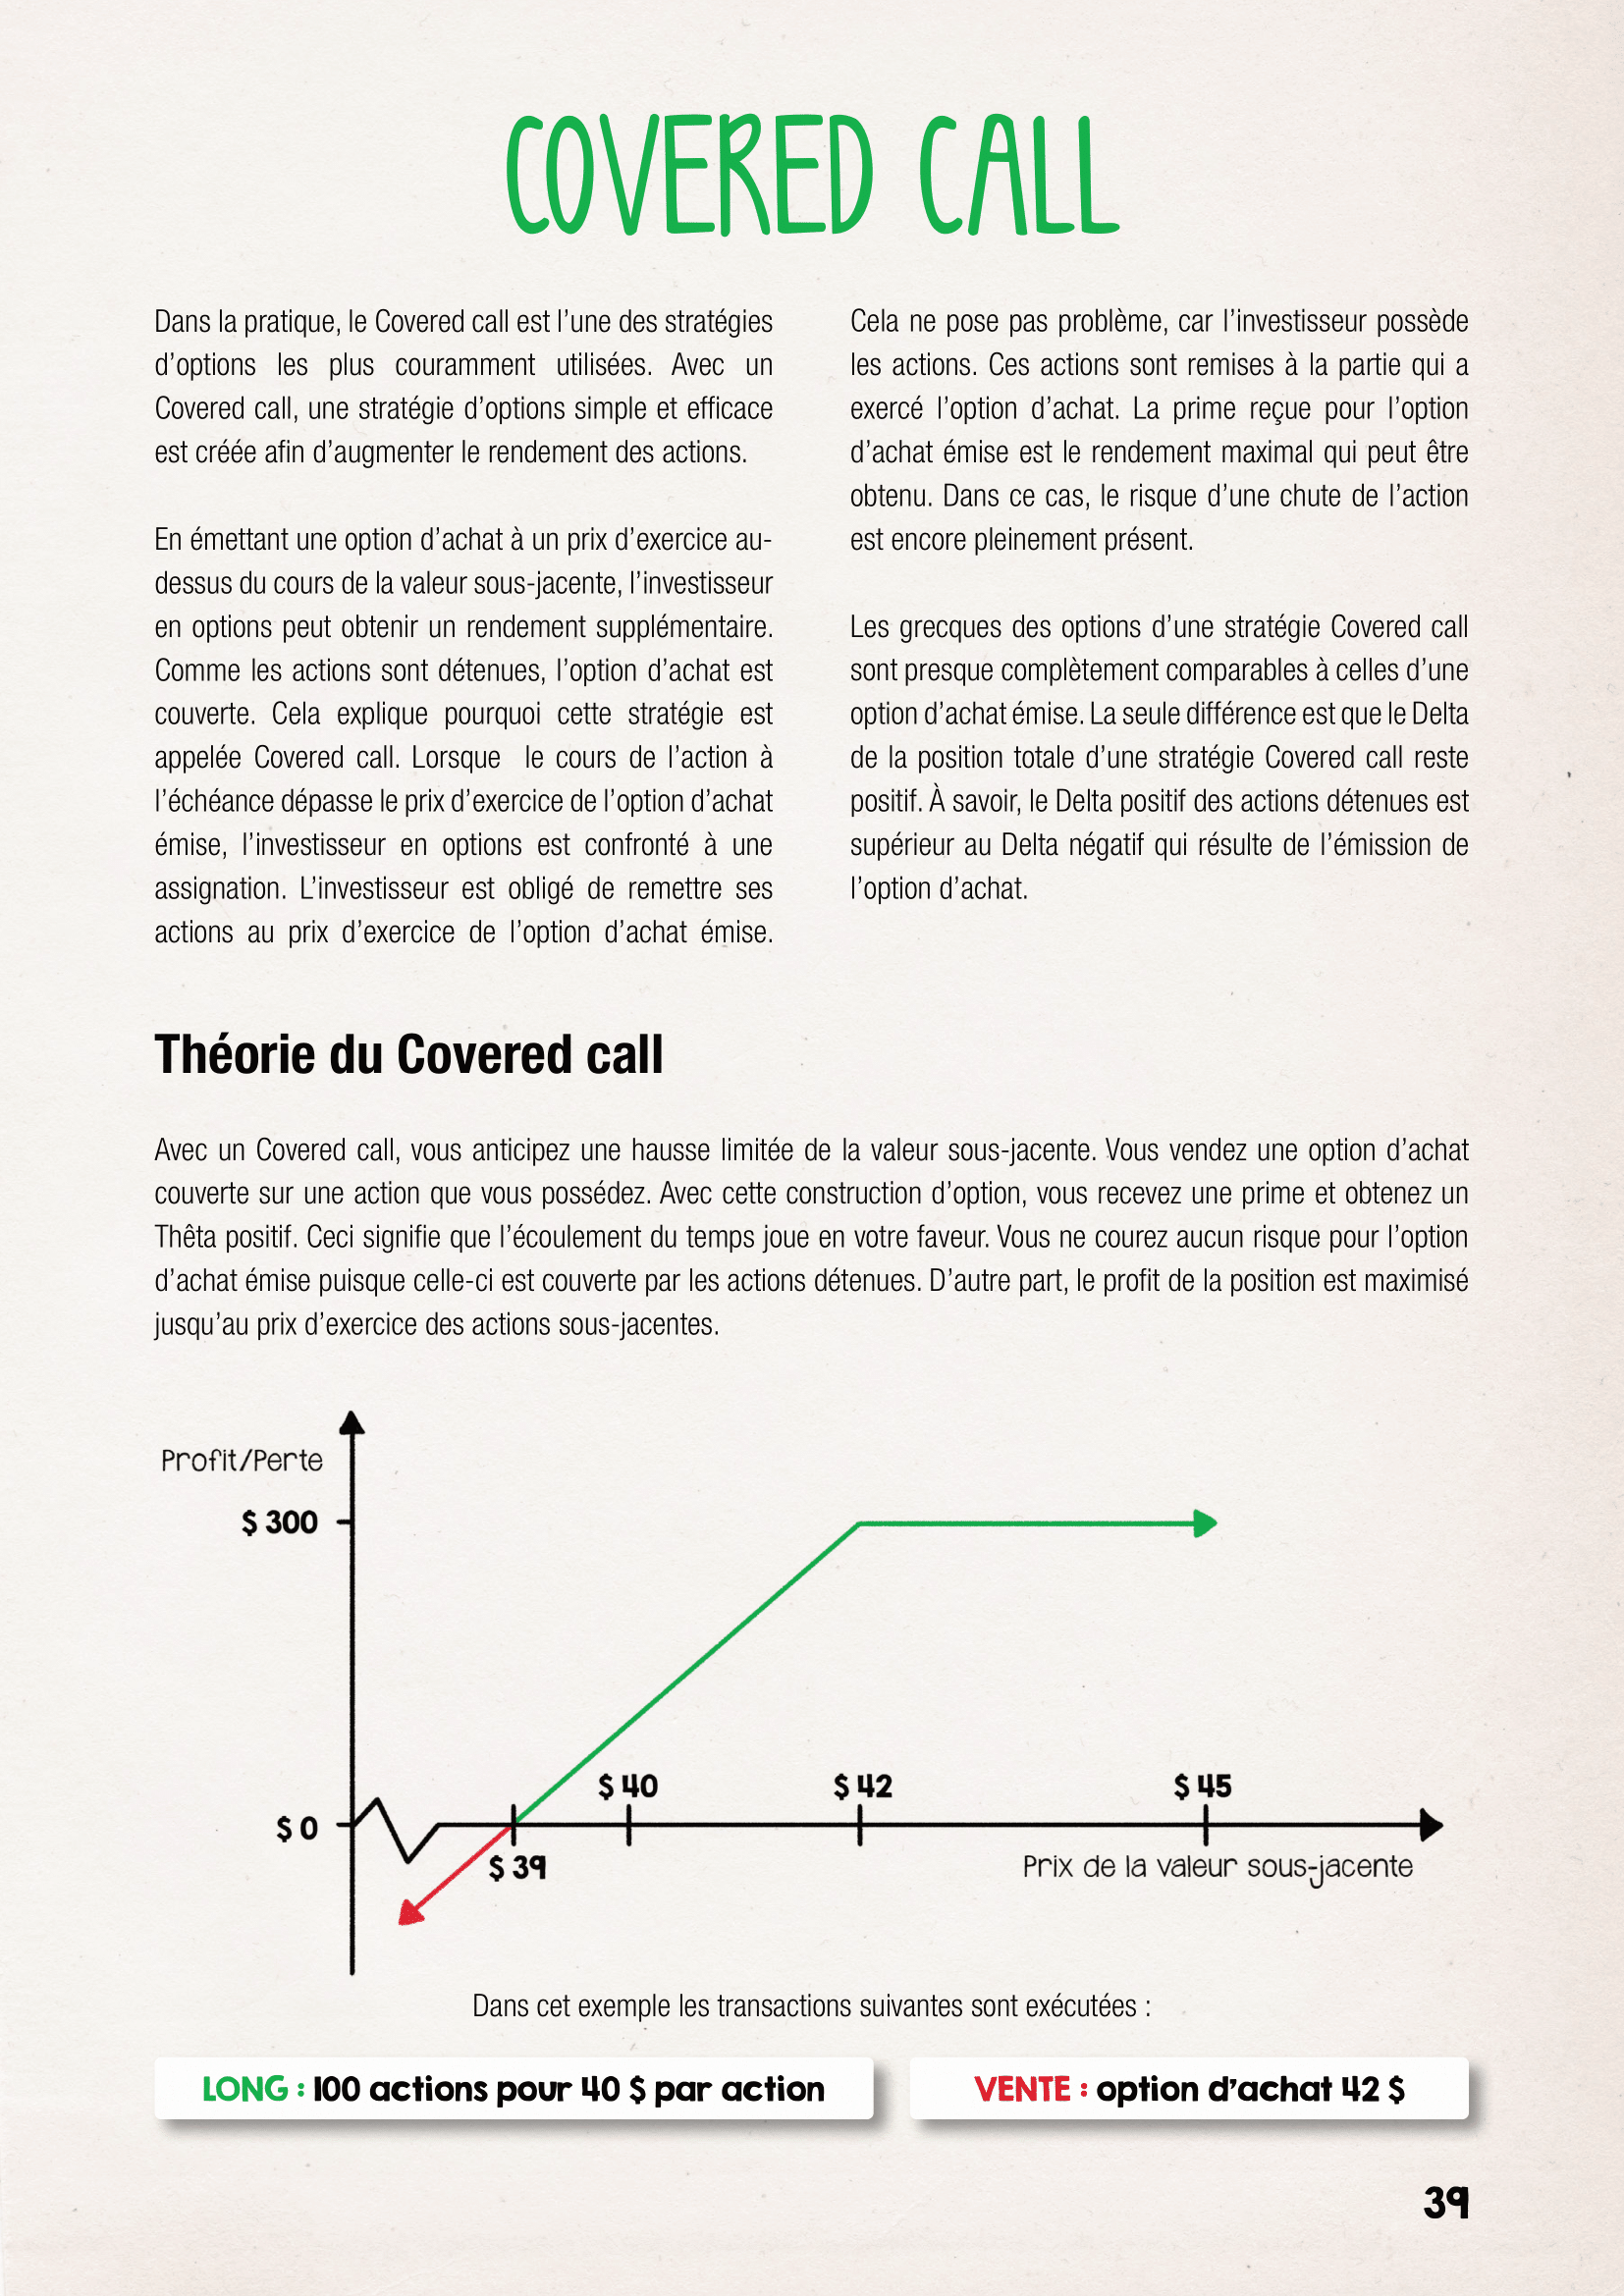 COVERED CALL
Dans la pratique, le Covered call est l’une des stratégies
d’options les plus couramment utilisées. Avec un
Covered call, une stratégie d’options simple et efficace
est créée afin d’augmenter le rendement des actions.
En émettant une option d’achat à un prix d’exercice au-
dessus du cours de la valeur sous-jacente, l’investisseur
en options peut obtenir un rendement supplémentaire.
Comme les actions sont détenues, l’option d’achat est
couverte. Cela explique pourquoi cette stratégie est
appelée Covered call. Lorsque le cours de l’action à
l’échéance dépasse le prix d’exercice de l’option d’achat
émise, l’investisseur en options est confronté à une
assignation. L’investisseur est obligé de remettre ses
actions au prix d’exercice de l’option d’achat émise.
Cela ne pose pas problème, car l’investisseur possède
les actions. Ces actions sont remises à la partie qui a
exercé l’option d’achat. La prime reçue pour l’option
d’achat émise est le rendement maximal qui peut être
obtenu. Dans ce cas, le risque d’une chute de l’action
est encore pleinement présent.
Les grecques des options d’une stratégie Covered call
sont presque complètement comparables à celles d’une
option d’achat émise. La seule différence est que le Delta
de la position totale d’une stratégie Covered call reste
positif. À savoir, le Delta positif des actions détenues est
supérieur au Delta négatif qui résulte de l’émission de
l’option d’achat.
Théorie du Covered call
Avec un Covered call, vous anticipez une hausse limitée de la valeur sous-jacente. Vous vendez une option d’achat
couverte sur une action que vous possédez. Avec cette construction d’option, vous recevez une prime et obtenez un
Thêta positif. Ceci signifie que l’écoulement du temps joue en votre faveur. Vous ne courez aucun risque pour l’option
d’achat émise puisque celle-ci est couverte par les actions détenues. D’autre part, le profit de la position est maximisé
jusqu’au prix d’exercice des actions sous-jacentes.
Profit/Perte
$ 300
$ 40
$ 42
$ 45
$ 0
$ 39
Prix de la valeur sous-jacente
Dans cet exemple les transactions suivantes sont exécutées :
LONG : 100 actions pour 40 $ par action
VENTE : option d’achat 42 $
39